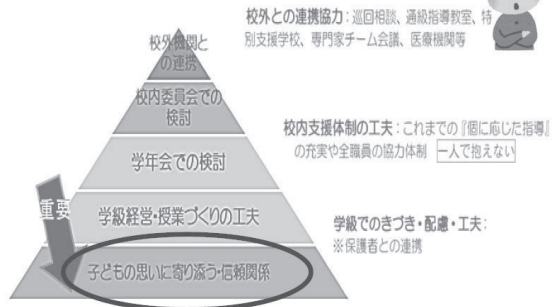 校外との連携協力：巡回相談、通級指導教室、特
別支援学校、専門家チーム会議、医療機関等
校外機関と
の連携
校内委員会での
検討
校内支援体制の工夫：これまでの『個に応じた指導』
の充実や全職員の協力体制 一人で抱えない
学年会での検討
重要
学級経営・授業づくりの工夫
学級でのきづき・配慮・工夫：
※保護者との連携
子どもの思いに寄り添う・信頼関係